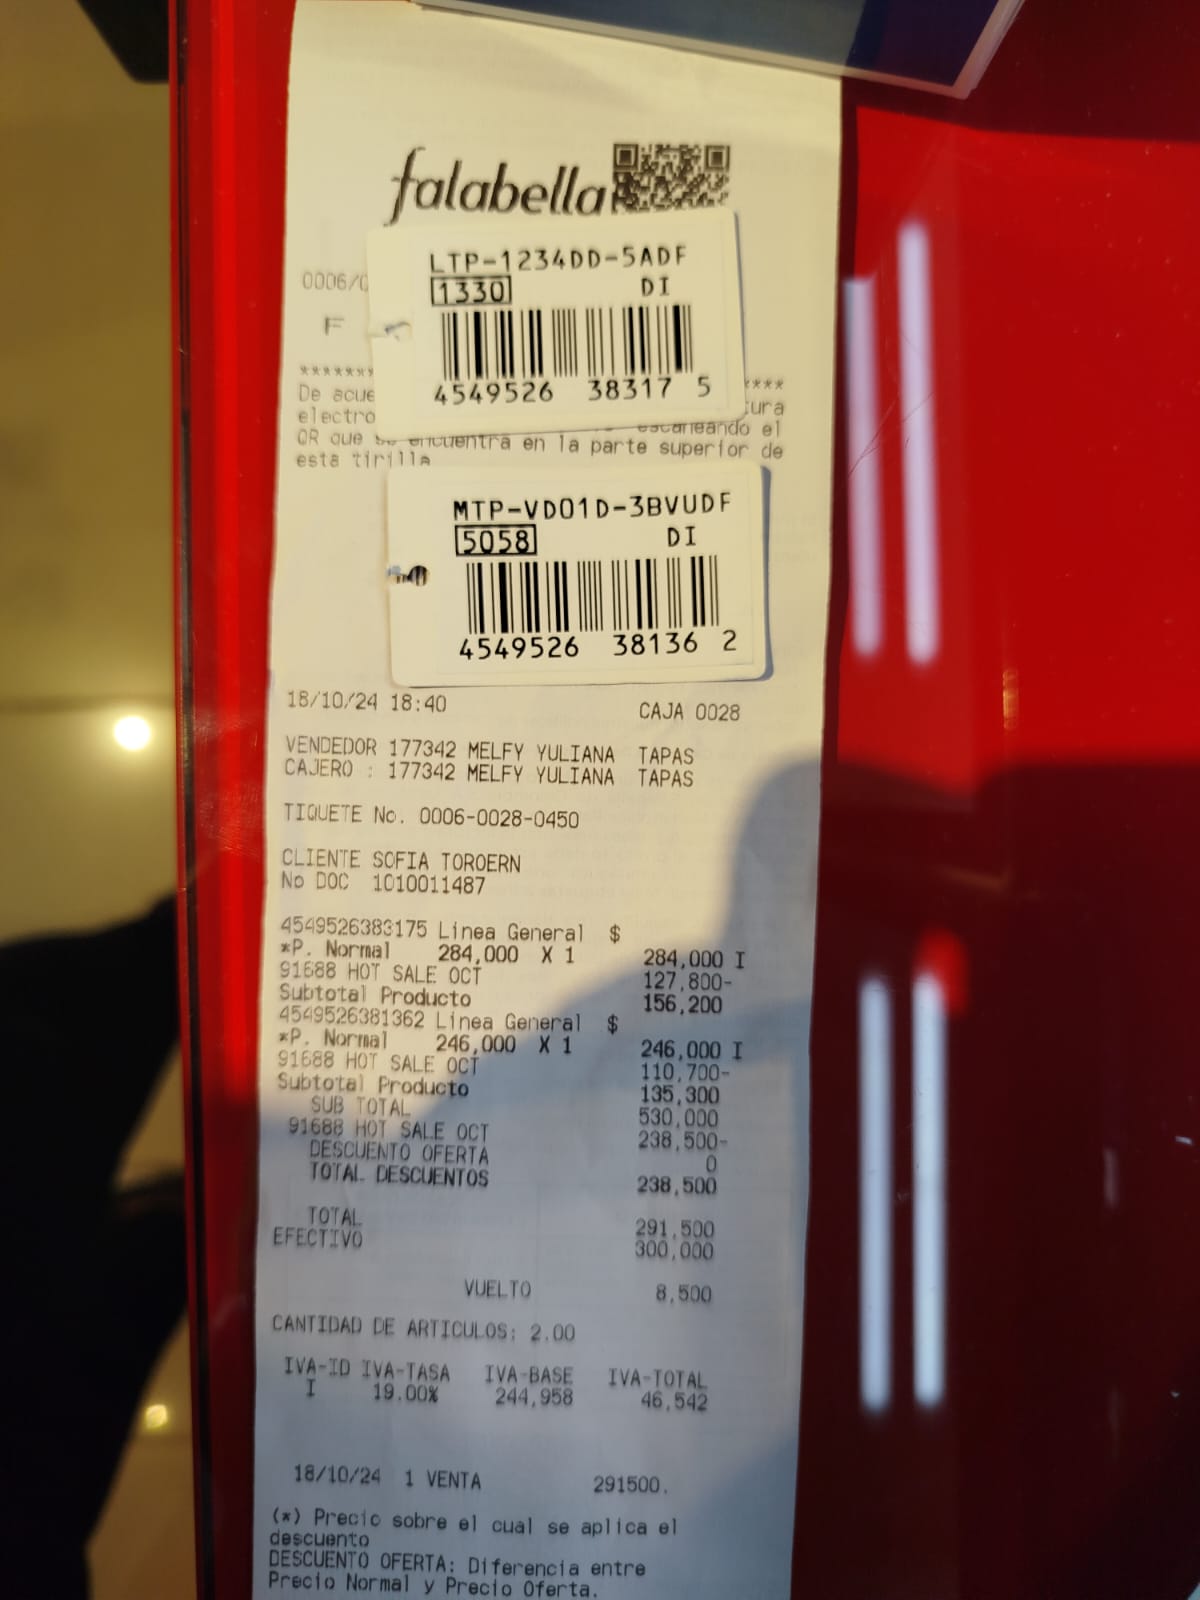 falabella
LTP-1234DD-5ADF
0006/0
1330 DI
F
4549526 38317 5
******* ****
De acue
electro tura
QR que se encuentra en la parte superior de
escaneando el
esta tirilla
MTP-VD01D-3BVUDF
5058 DI
4549526 38136 2
18/10/24 18:40 CAJA 0028
VENDEDOR 177342 MELFY YULIANA TAPAS
CAJERO : 177342 MELFY YULIANA TAPAS
TIQUETE No. 0006-0028-0450
CLIENTE SOFIA TOROERN
No DOC 1010011487
4549526383175 Linea General $
*P. Normal 284,000 X 1 284,000 I
91688 HOT SALE OCT 127,800-
Subtotal Producto 156,200
4549526381362 Linea General $
*P. Normal 246,000 X 1 246,000 I
91688 HOT SALE OCT 110,700-
Subtotal Producto 135,300
SUB TOTAL 530,000
91688 HOT SALE OCT 238,500-
DESCUENTO OFERTA 0
TOTAL DESCUENTOS 238,500
TOTAL 291,500
EFECTIVO 300,000
VUELTO 8,500
CANTIDAD DE ARTICULOS: 2.00
IVA-ID IVA-TASA IVA-BASE IVA-TOTAL
I 19.00% 244,958 46,542
18/10/24 1 VENTA 291500.
(*) Precio sobre el cual se aplica el
descuento
DESCUENTO OFERTA: Diferencia entre
Precio Normal y Precio Oferta.